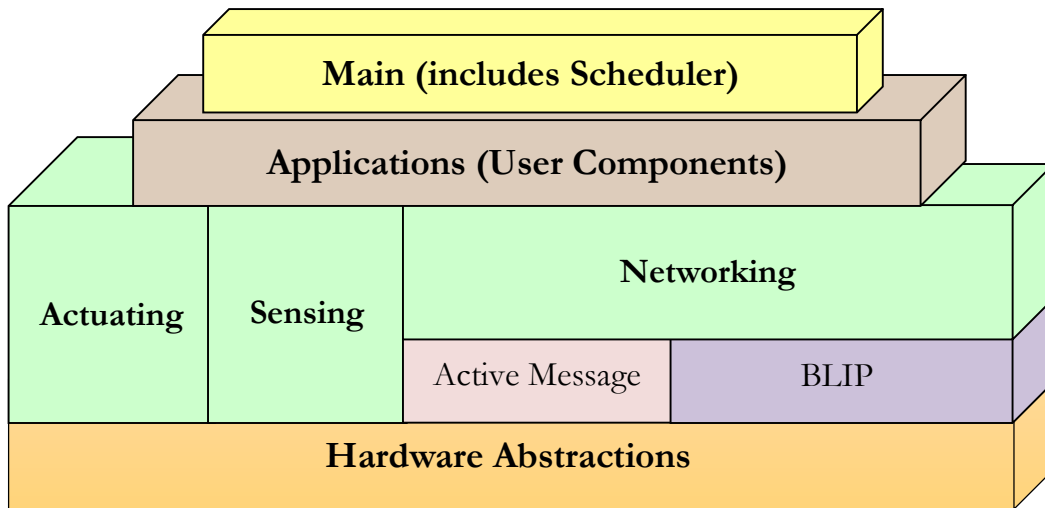 Main (includes Scheduler)
Applications (User Components)
Networking
Actuating
Sensing
Active Message
BLIP
Hardware Abstractions